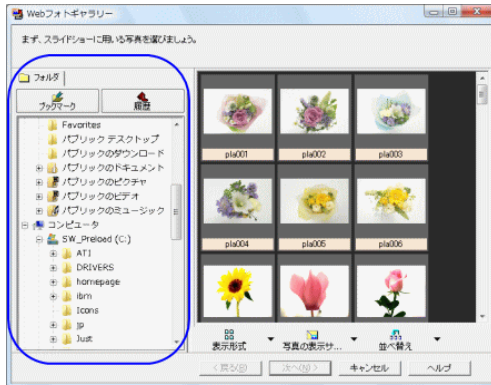 Webフォトギャラリー
まず、スライドショーに用いる写真を選びましょう。
フォルダ
ブックマーク
履歴
Favorites
パブリック デスクトップ
パブリックのダウンロード
パブリックのドキュメント
パブリックのピクチャ
パブリックのビデオ
パブリックのミュージック
コンピュータ
SW_Preload (C:)
ATI
DRIVERS
homepage
ibm
Icons
jp
Just
pla001
pla002
pla003
pla004
pla005
pla006
表示形式
写真の表示サ...
並べ替え
< 戻る(B)
次へ(N) >
キャンセル
ヘルプ